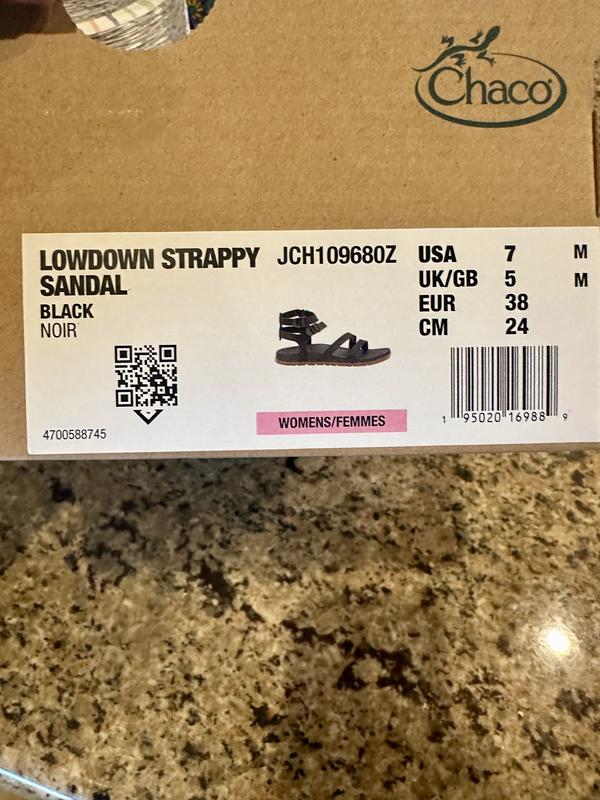 Chaco
LOWDOWN STRAPPY
SANDAL
BLACK
NOIR
4700588745
JCH109680Z
WOMENS/FEMMES
USA 7 M
UK/GB 5 M
EUR 38
CM 24
1 95020 16988 9